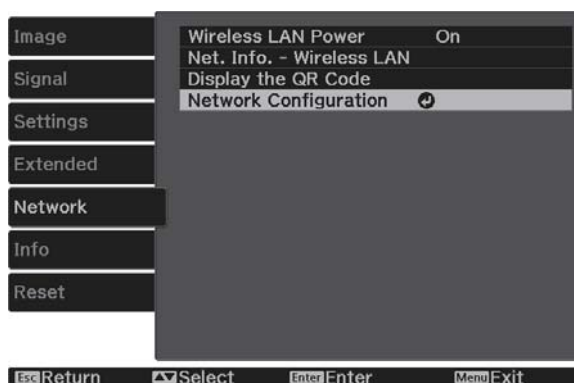 Image
Signal
Settings
Extended
Network
Info
Reset
Wireless LAN Power On
Net. Info. - Wireless LAN
Display the QR Code
Network Configuration
Esc Return Select Enter Enter Menu Exit